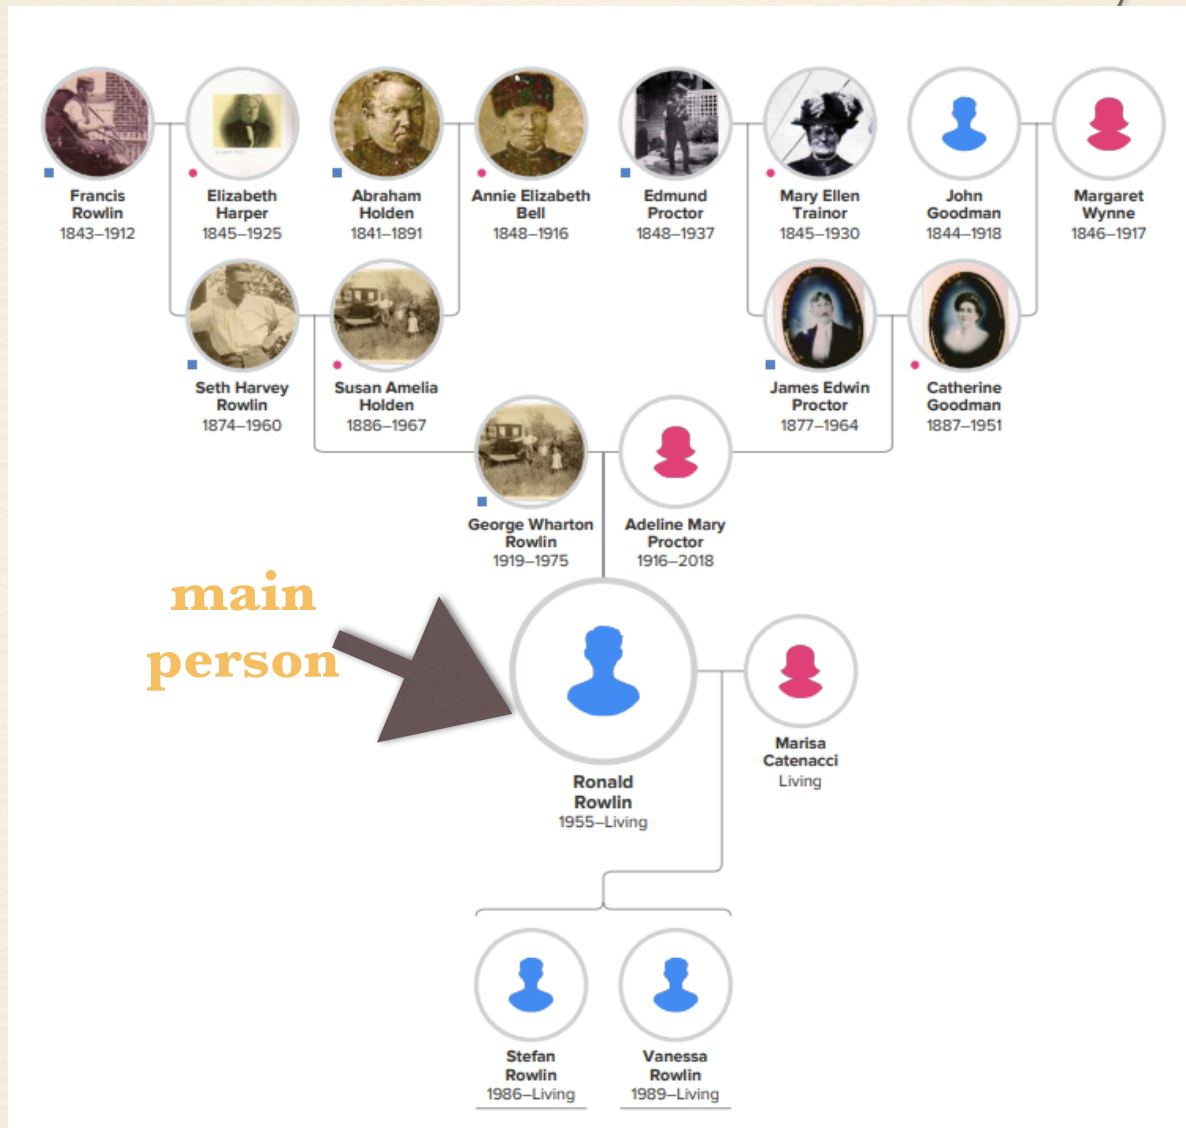 Francis
Rowlin
1843–1912
Elizabeth
Harper
1845–1925
Abraham
Holden
1841–1891
Annie Elizabeth
Bell
1848–1916
Edmund
Proctor
1848–1937
Mary Ellen
Trainor
1845–1930
John
Goodman
1844–1918
Margaret
Wynne
1846–1917
Seth Harvey
Rowlin
1874–1960
Susan Amelia
Holden
1886–1967
James Edwin
Proctor
1877–1964
Catherine
Goodman
1887–1951
George Wharton
Rowlin
1919–1975
Adeline Mary
Proctor
1916–2018
main
person
Ronald
Rowlin
1955–Living
Marisa
Catenacci
Living
Stefan
Rowlin
1986–Living
Vanessa
Rowlin
1989–Living